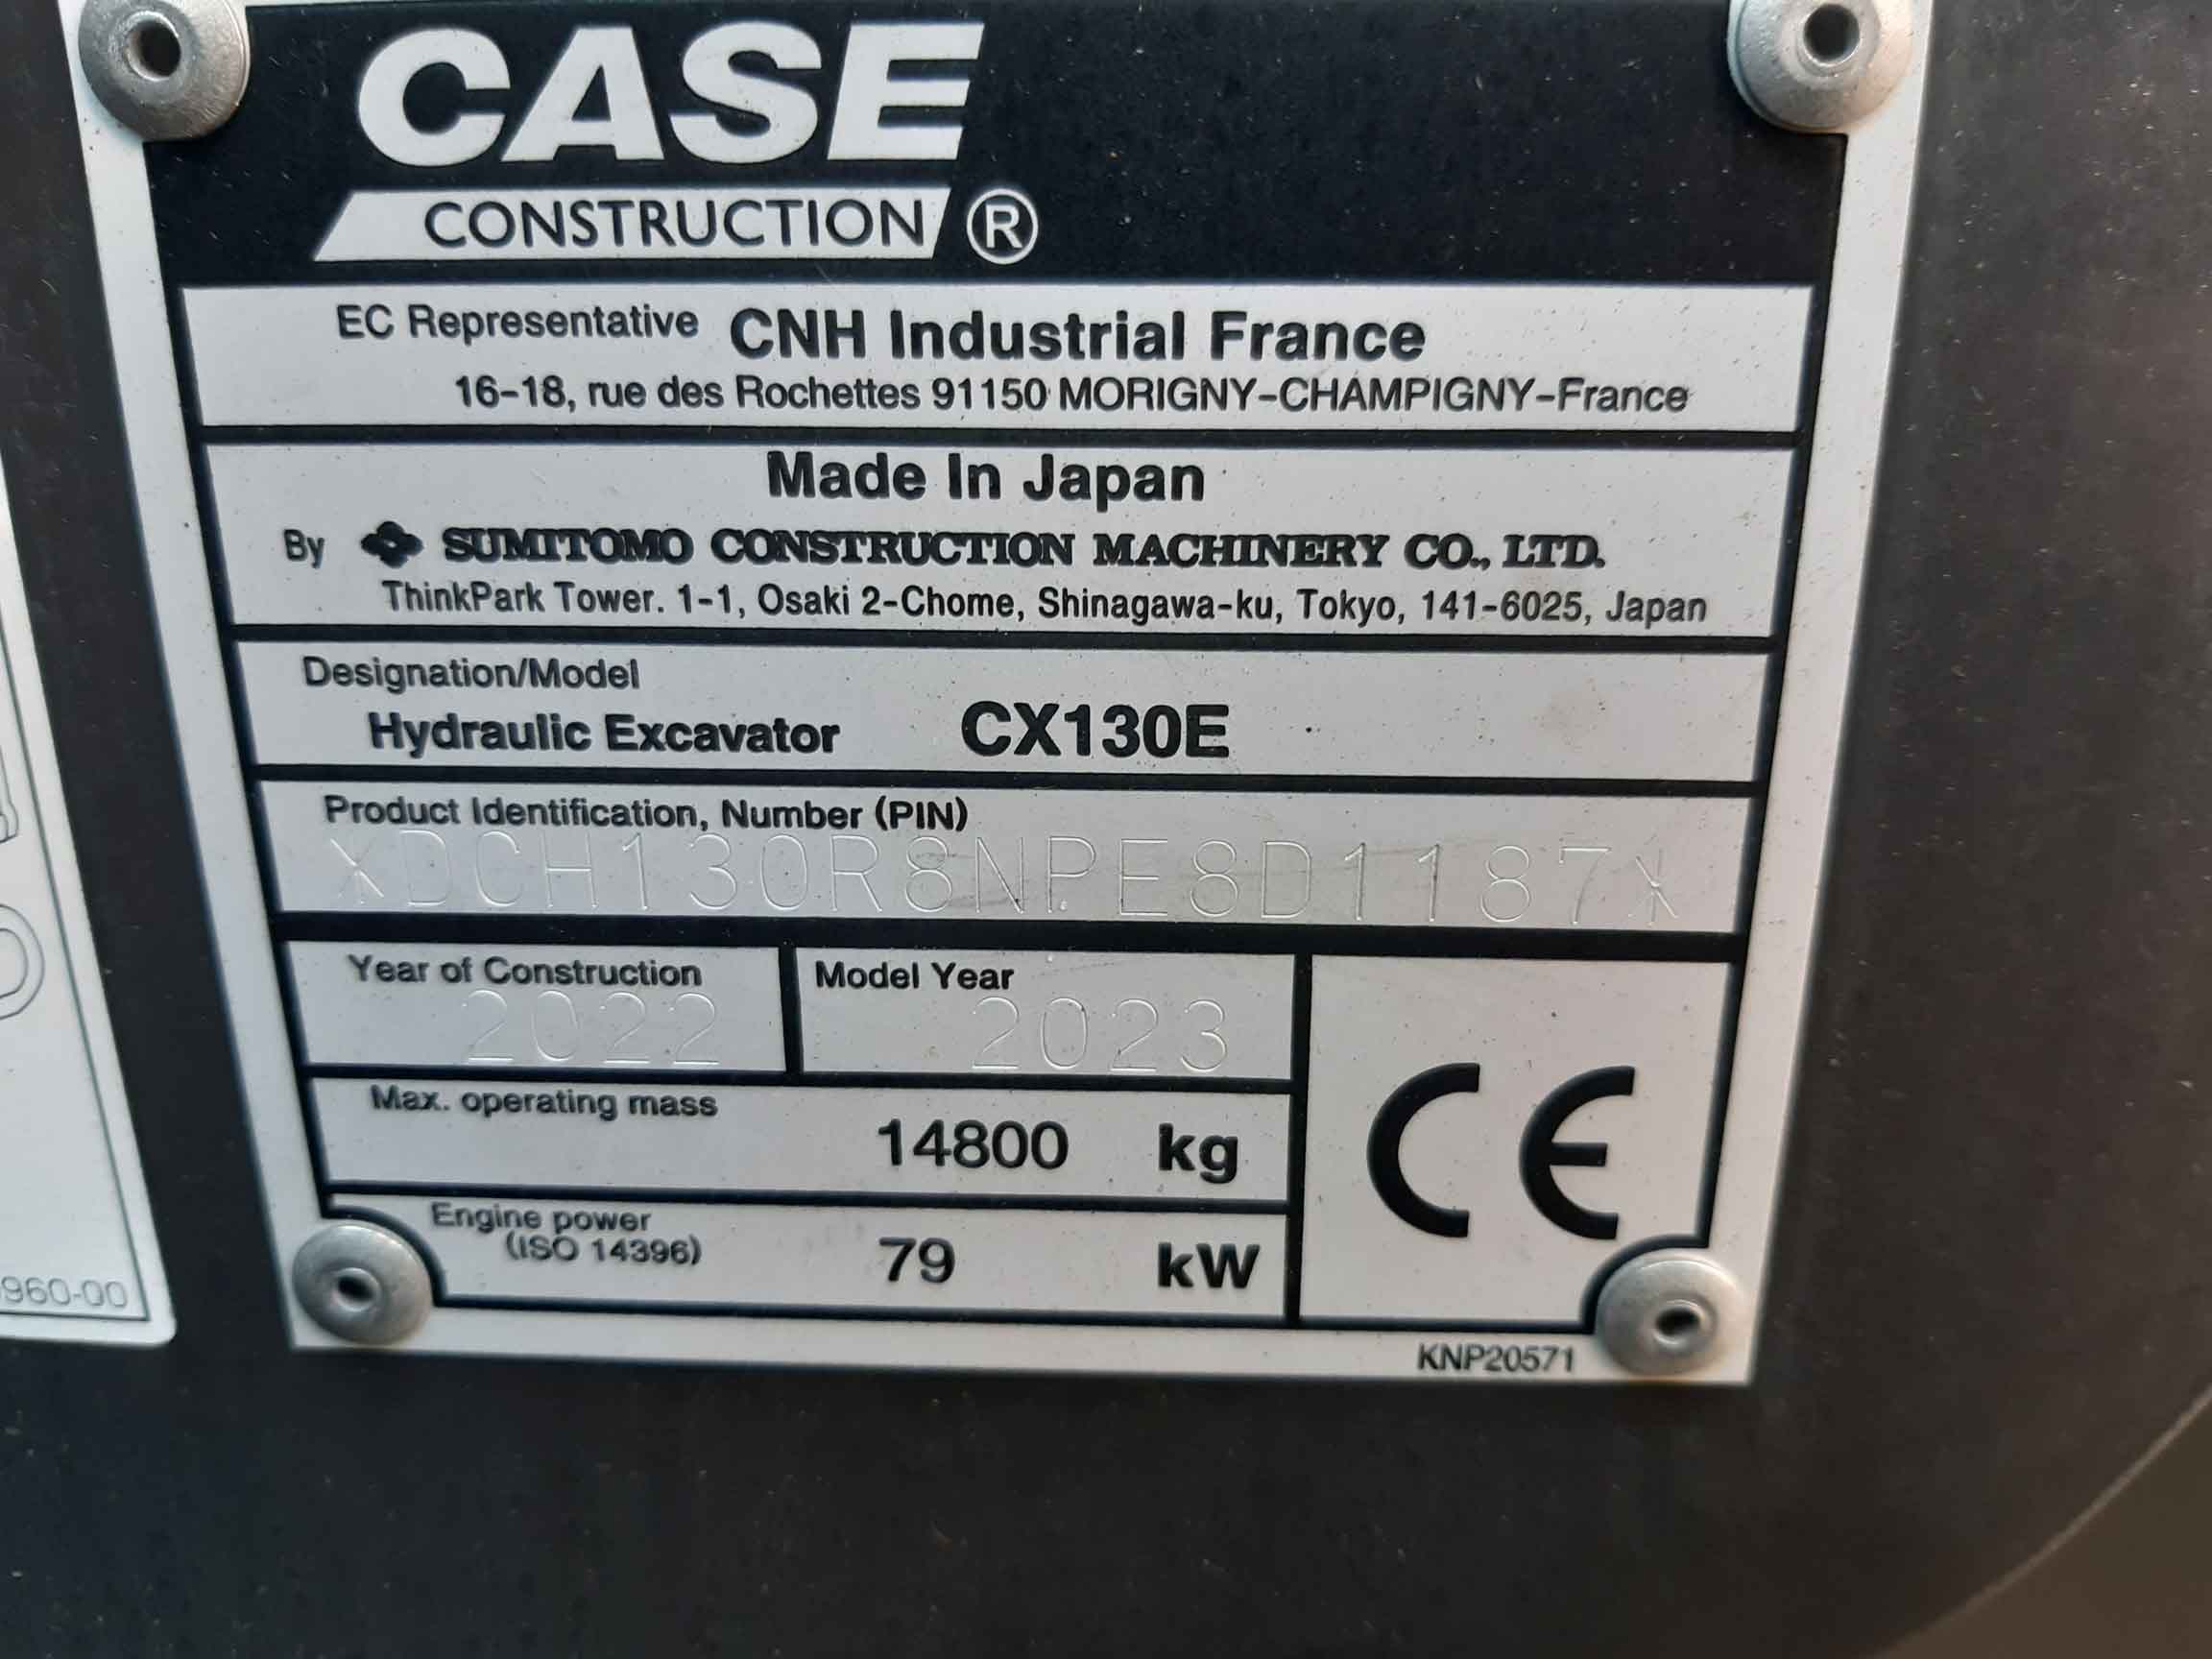 CASE
CONSTRUCTION ®
EC Representative CNH Industrial France
16-18, rue des Rochettes 91150 MORIGNY-CHAMPIGNY-France
Made In Japan
By SUMITOMO CONSTRUCTION MACHINERY CO., LTD.
ThinkPark Tower. 1-1, Osaki 2-Chome, Shinagawa-ku, Tokyo, 141-6025, Japan
Designation/Model
Hydraulic Excavator CX130E
Product Identification, Number (PIN)
*DCH130R8NPE8D1187*
Year of Construction
2022
Model Year
2023
Max. operating mass
14800 kg
Engine power
(ISO 14396)
79 kW
CE
KNP20571
960-00